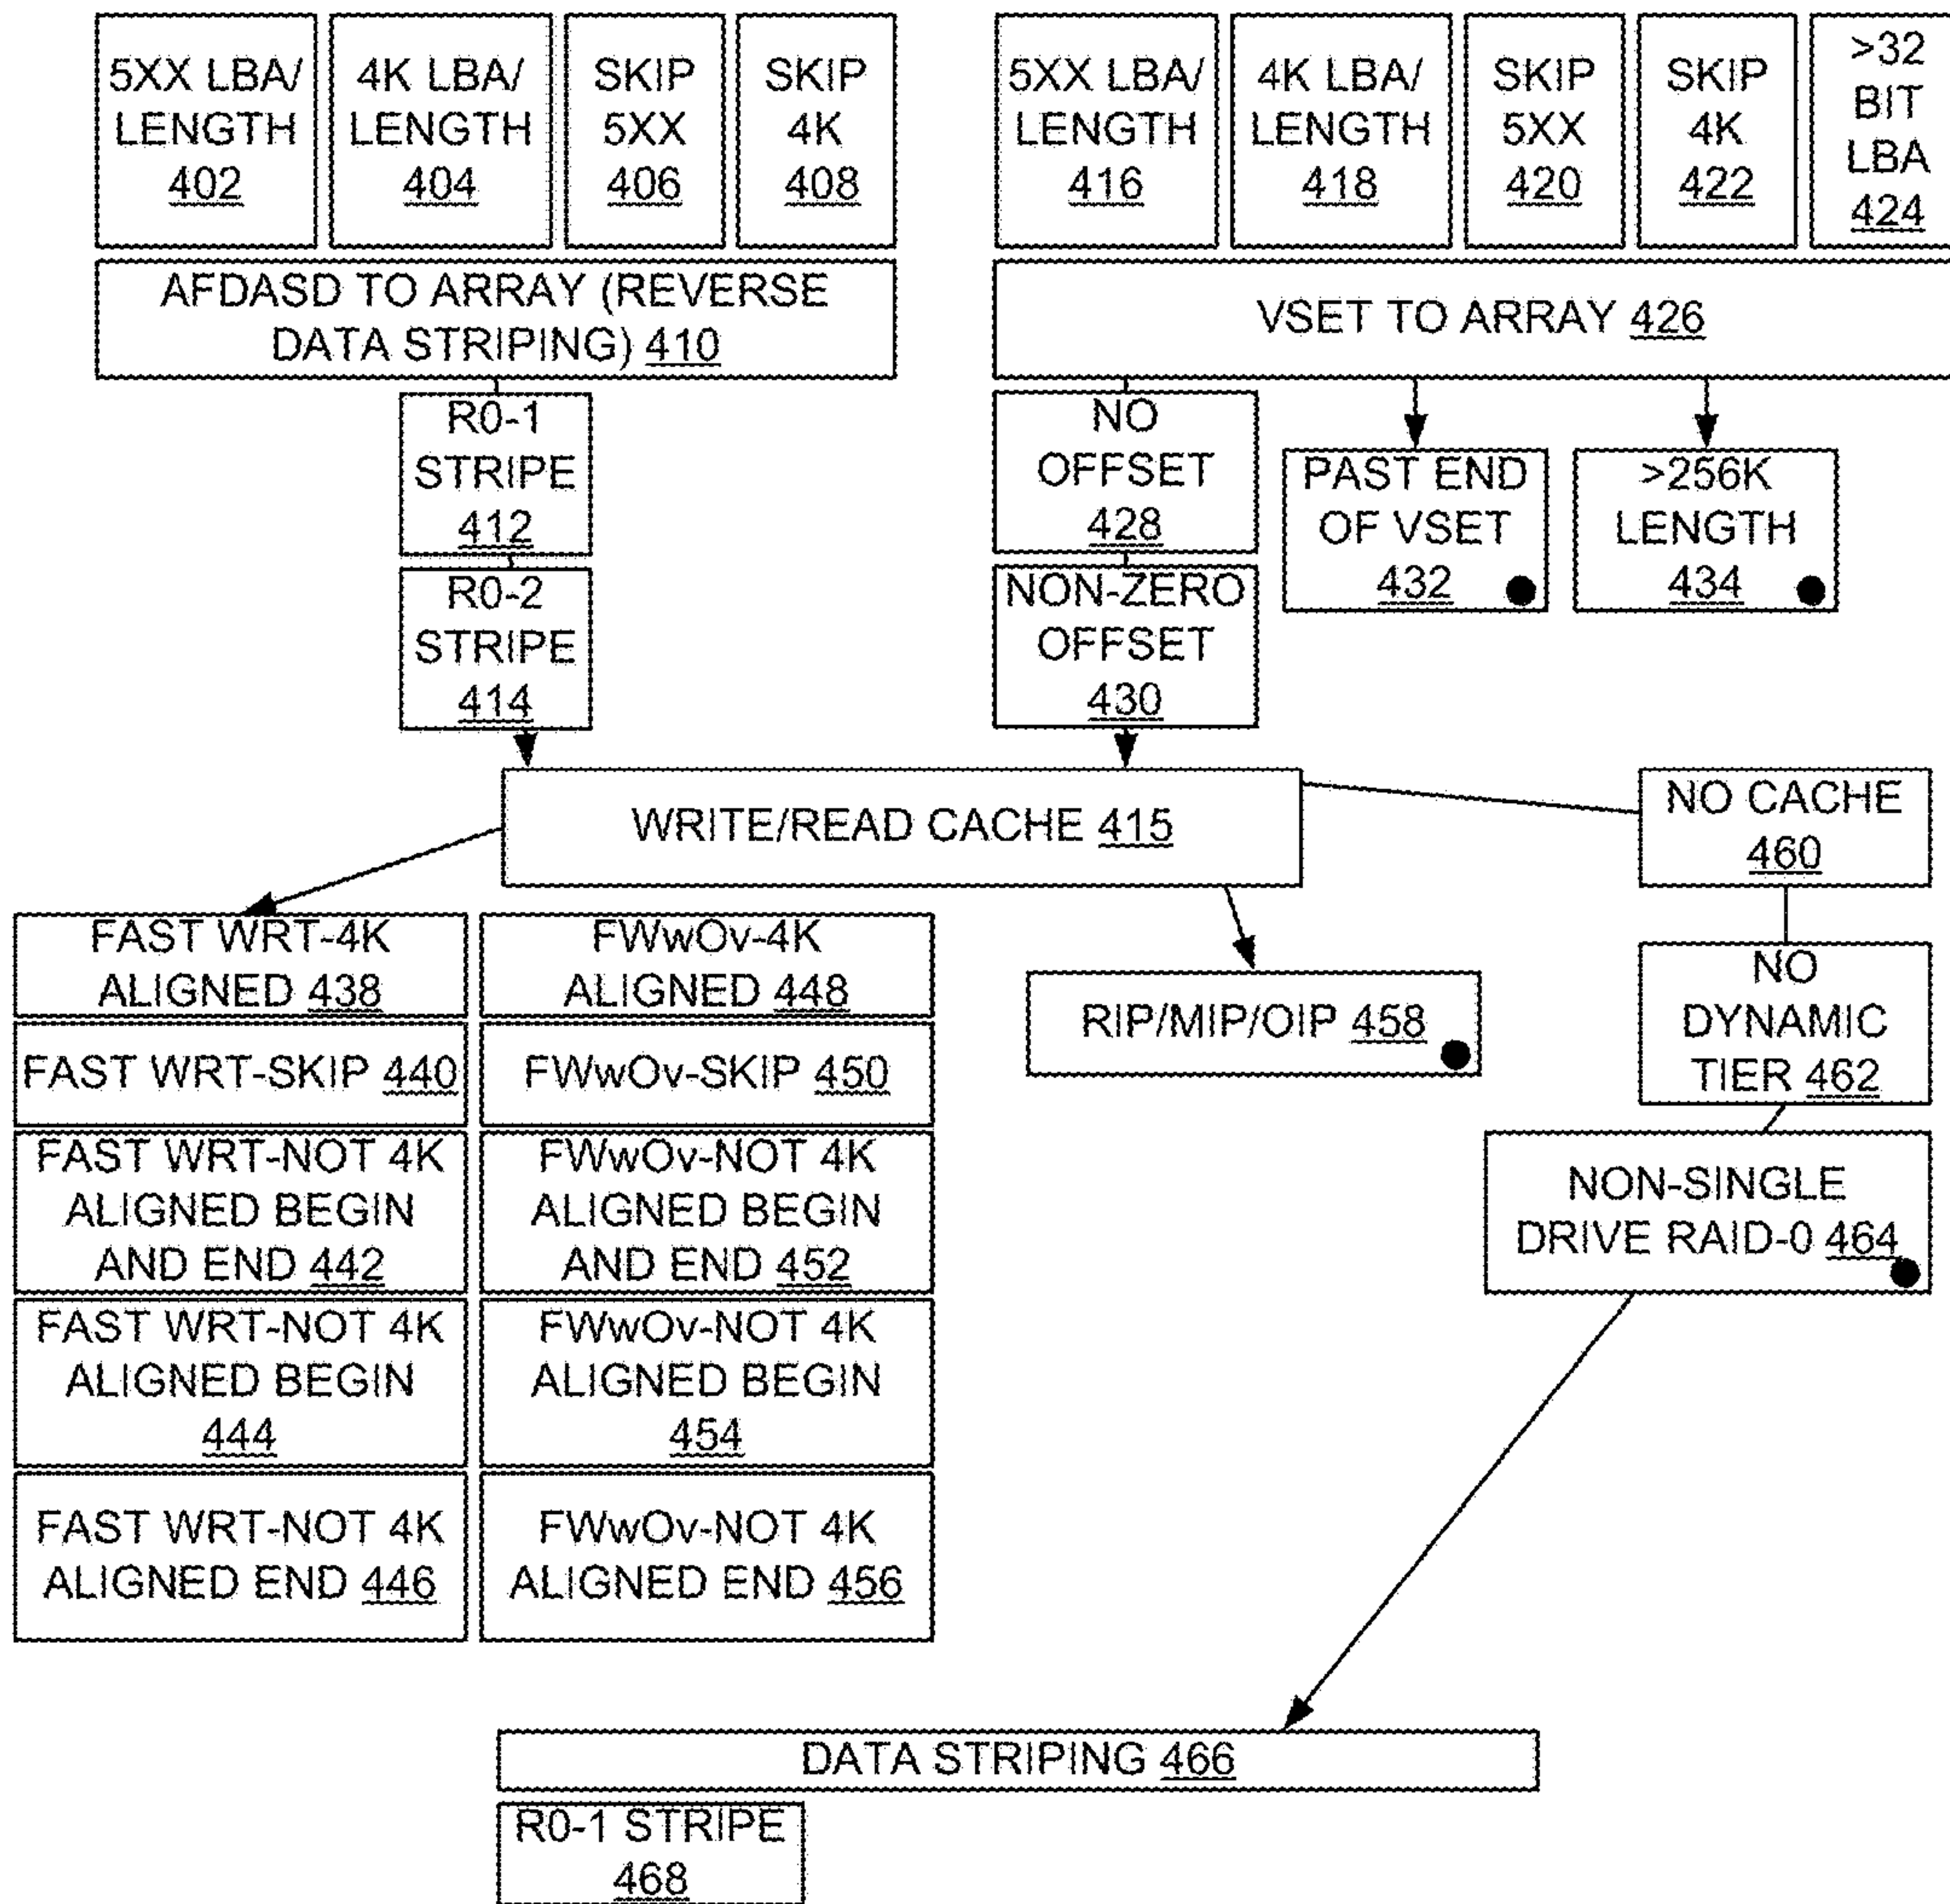 5XX LBA/
LENGTH
402
4K LBA/
LENGTH
404
SKIP
5XX
406
SKIP
4K
408
AFDASD TO ARRAY (REVERSE
DATA STRIPING) 410
R0-1
STRIPE
412
R0-2
STRIPE
414
5XX LBA/
LENGTH
416
4K LBA/
LENGTH
418
SKIP
5XX
420
SKIP
4K
422
>32
BIT
LBA
424
VSET TO ARRAY 426
NO
OFFSET
428
NON-ZERO
OFFSET
430
PAST END
OF VSET
432
>256K
LENGTH
434
WRITE/READ CACHE 415
NO CACHE
460
FAST WRT-4K
ALIGNED 438
FAST WRT-SKIP 440
FAST WRT-NOT 4K
ALIGNED BEGIN
AND END 442
FAST WRT-NOT 4K
ALIGNED BEGIN
444
FAST WRT-NOT 4K
ALIGNED END 446
FWwOv-4K
ALIGNED 448
FWwOv-SKIP 450
FWwOv-NOT 4K
ALIGNED BEGIN
AND END 452
FWwOv-NOT 4K
ALIGNED BEGIN
454
FWwOv-NOT 4K
ALIGNED END 456
RIP/MIP/OIP 458
NO
DYNAMIC
TIER 462
NON-SINGLE
DRIVE RAID-0 464
DATA STRIPING 466
R0-1 STRIPE
468